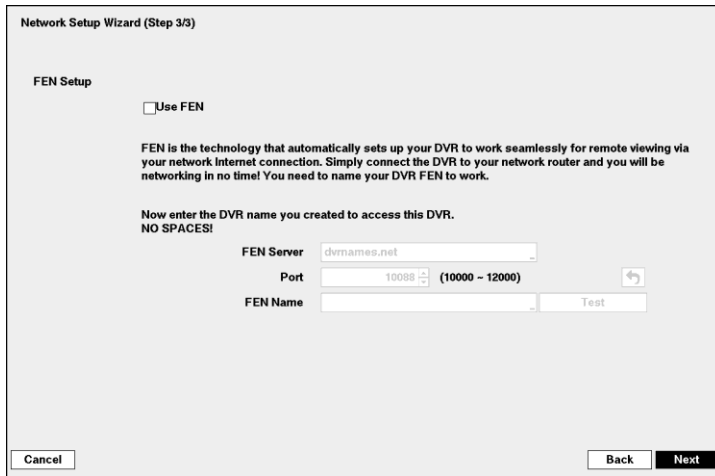 Network Setup Wizard (Step 3/3)
FEN Setup
Use FEN
FEN is the technology that automatically sets up your DVR to work seamlessly for remote viewing via
your network Internet connection. Simply connect the DVR to your network router and you will be
networking in no time! You need to name your DVR FEN to work.
Now enter the DVR name you created to access this DVR.
NO SPACES!
FEN Server dvrnames.net
Port 10088 (10000 ~ 12000)
FEN Name Test
Cancel Back Next